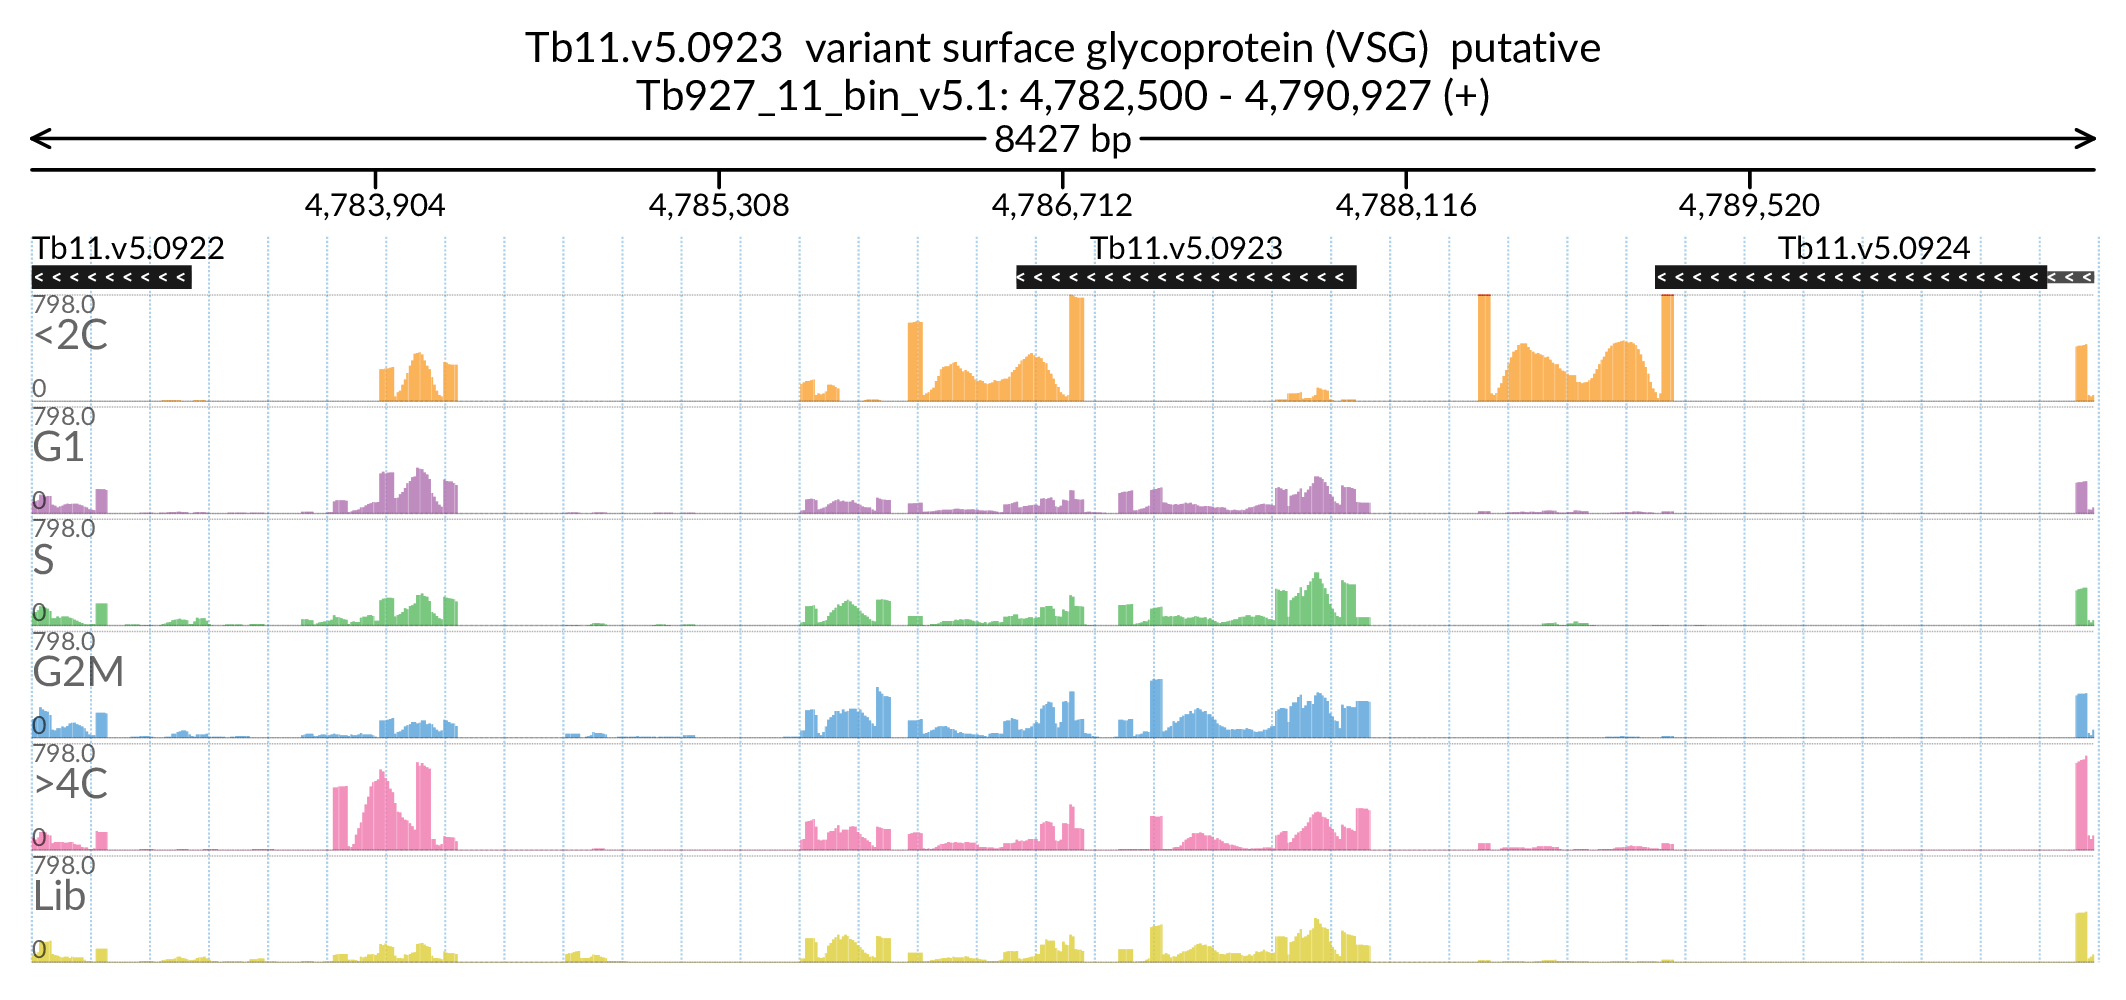 Tb11.v5.0923  variant surface glycoprotein (VSG)  putative
Tb927_11_bin_v5.1: 4,782,500 - 4,790,927 (+)
8427 bp
4,783,904 4,785,308 4,786,712 4,788,116 4,789,520
Tb11.v5.0922 Tb11.v5.0923 Tb11.v5.0924
798.0
<2C
0
798.0
G1
0
798.0
S
0
798.0
G2M
0
798.0
>4C
0
798.0
Lib
0